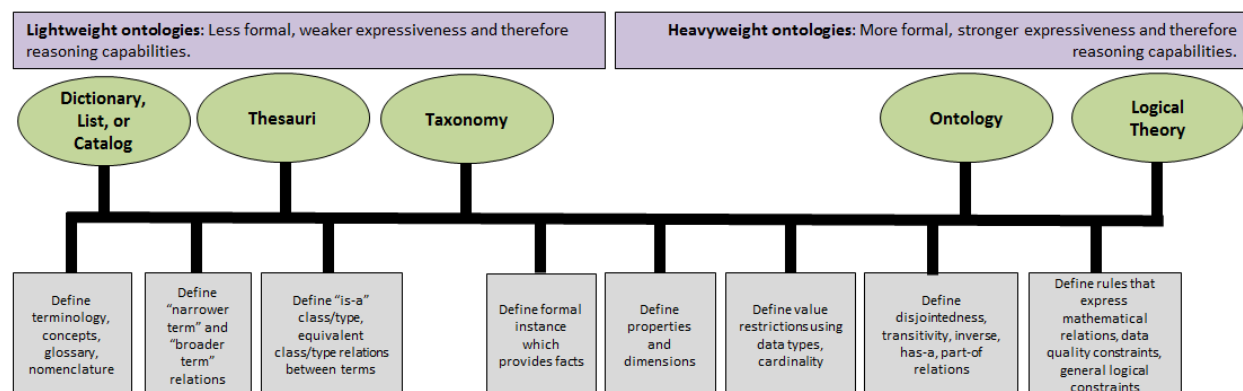 Lightweight ontologies: Less formal, weaker expressiveness and therefore
reasoning capabilities.
Heavyweight ontologies: More formal, stronger expressiveness and therefore
reasoning capabilities.
Dictionary,
List, or
Catalog
Thesauri
Taxonomy
Ontology
Logical
Theory
Define
terminology,
concepts,
glossary,
nomenclature
Define
“narrower
term” and
“broader
term”
relations
Define “is-a”
class/type,
equivalent
class/type relations
between terms
Define formal
instance
which
provides facts
Define
properties and
dimensions
Define value
restrictions using
data types,
cardinality
Define
disjointedness,
transitivity, inverse,
has-a, part-of
relations
Define rules that
express
mathematical
relations, data
quality constraints,
general logical
constraints